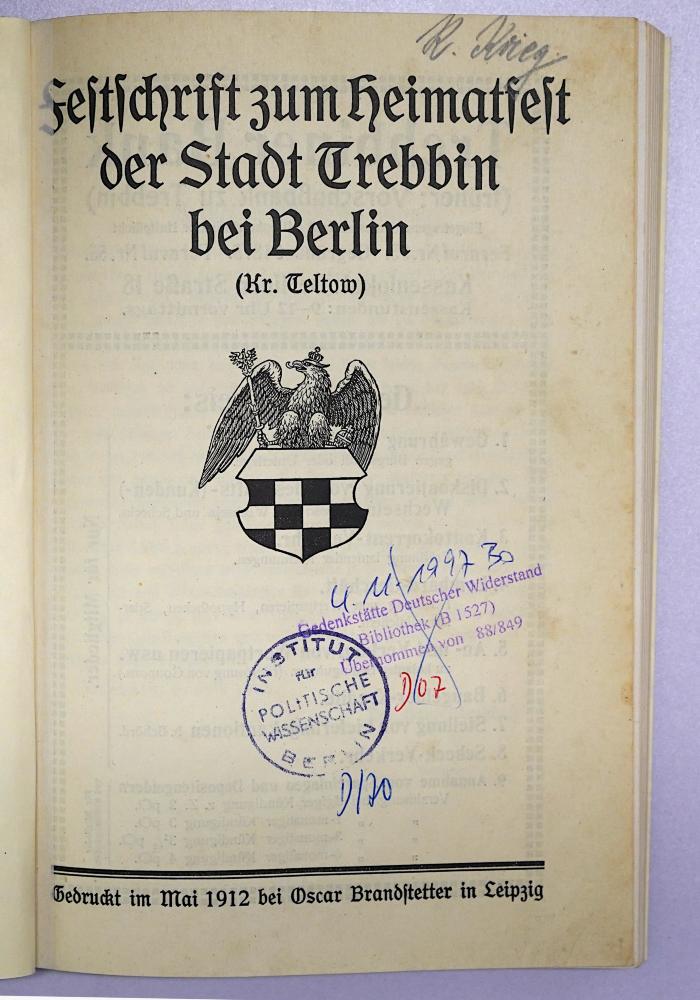 K. Krieg.
Festschrift zum Heimatfest
der Stadt Trebbin
bei Berlin
(Kr. Teltow)
4. 11. 1997 Bo
Gedenkstätte Deutscher Widerstand
Bibliothek (B 1527)
Übernommen von 88/849
INSTITUT
für
POLITISCHE
WISSENSCHAFT
BERLIN
D/07
D/70
Gedruckt im Mai 1912 bei Oscar Brandstetter in Leipzig